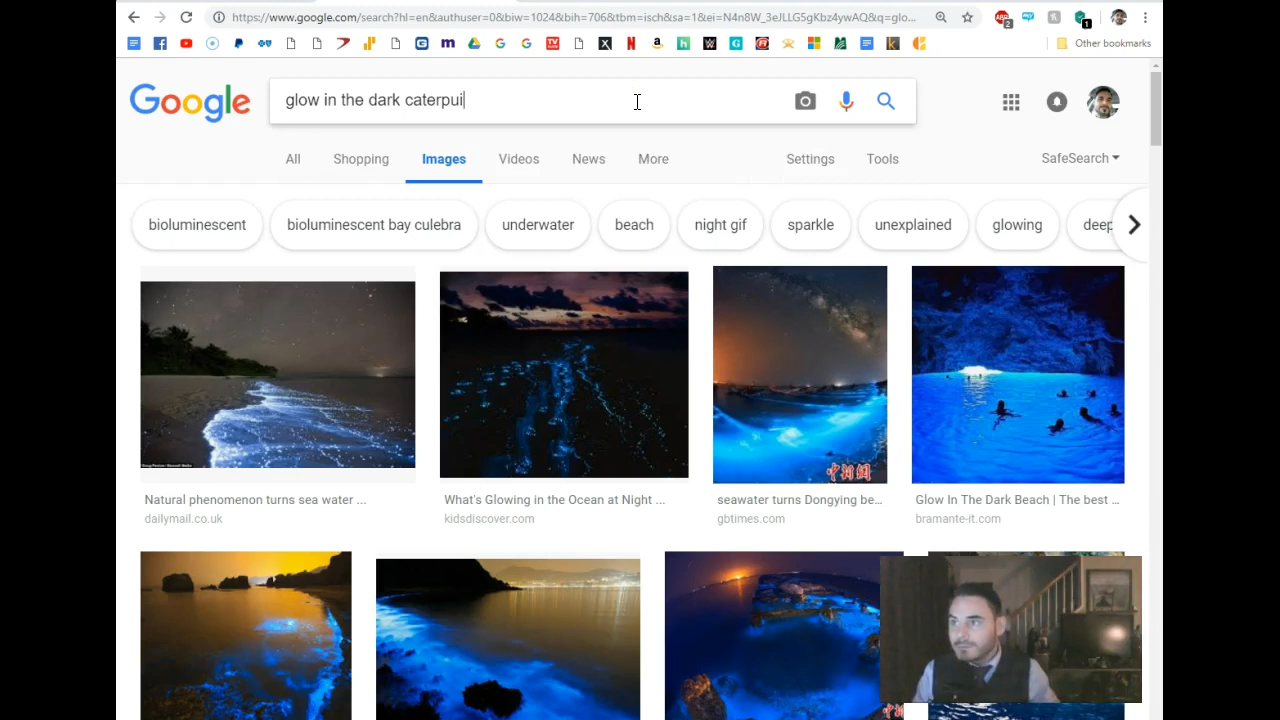 https://www.google.com/search?hl=en&authuser=0&biw=1024&bih=706&tbm=isch&sa=1&ei=N4n8W_3eJLLG5gKbz4ywAQ&q=glo...
Other bookmarks
Google
glow in the dark caterpui
All Shopping Images Videos News More Settings Tools SafeSearch
bioluminescent bioluminescent bay culebra underwater beach night gif sparkle unexplained glowing deep
Natural phenomenon turns sea water ... What's Glowing in the Ocean at Night ... seawater turns Dongying be... Glow In The Dark Beach | The best ...
dailymail.co.uk kidsdiscover.com gbtimes.com bramante-it.com